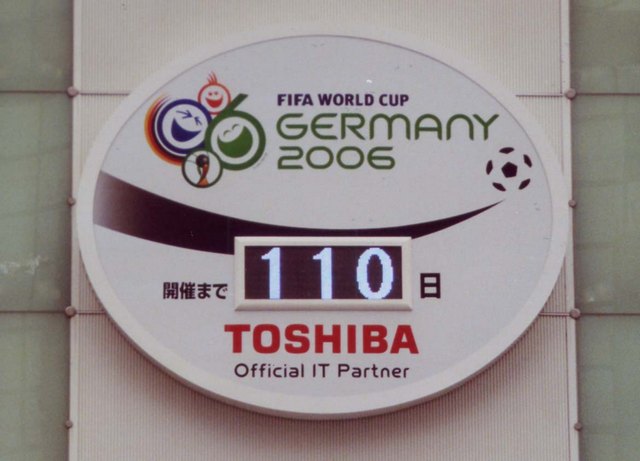 FIFA WORLD CUP
GERMANY
2006
開催まで 110 日
TOSHIBA
Official IT Partner